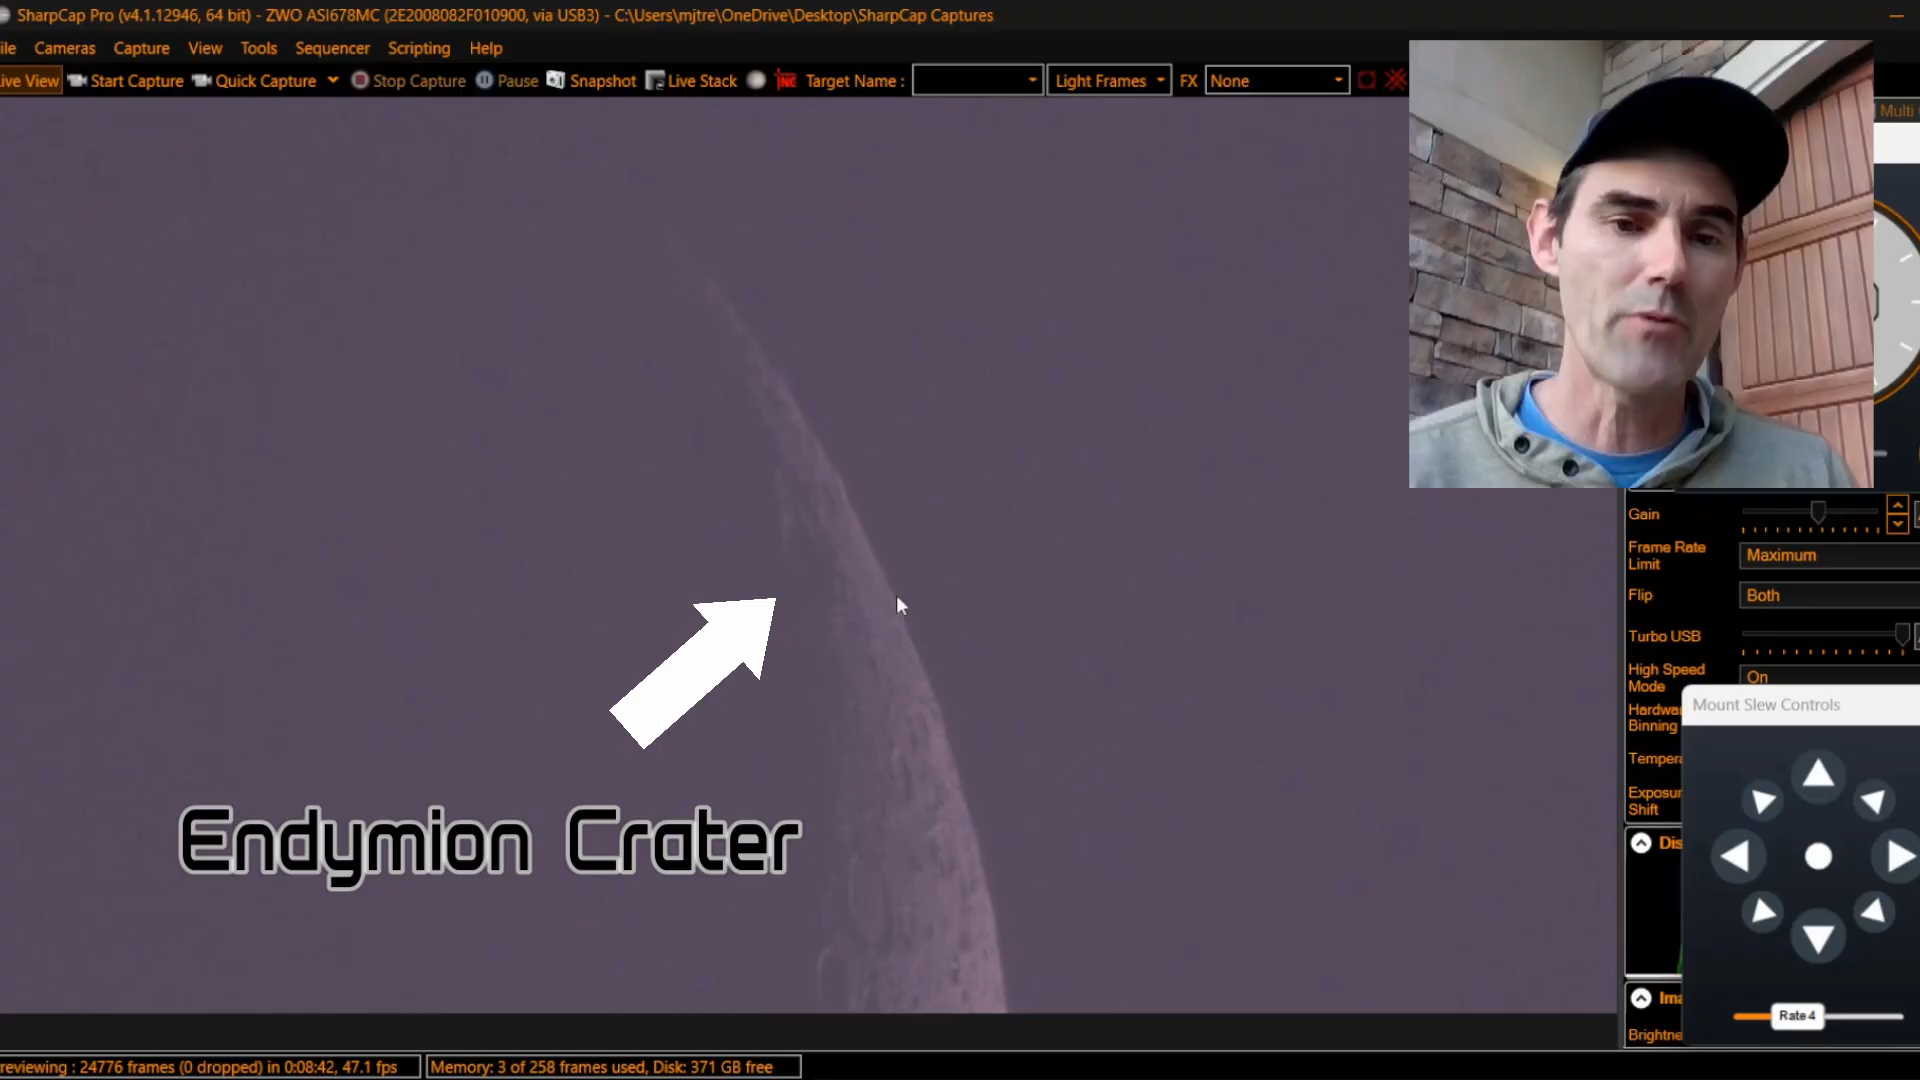 SharpCap Pro (v4.1.12946, 64 bit) - ZWO ASI678MC (2E2008082F010900, via USB3) - C:\Users\mjtre\OneDrive\Desktop\SharpCap Captures
ile Cameras Capture View Tools Sequencer Scripting Help
ive View Start Capture Quick Capture Stop Capture Pause Snapshot Live Stack Target Name : Light Frames FX None
Multi
Gain
Frame Rate Limit Maximum
Flip Both
Turbo USB
High Speed Mode On
Hardwa
Binning
Mount Slew Controls
Tempera
Exposur
Shift
Endymion Crater
Dis
Ima
Rate 4
Brightne
reviewing : 24776 frames (0 dropped) in 0:08:42, 47.1 fps
Memory: 3 of 258 frames used, Disk: 371 GB free